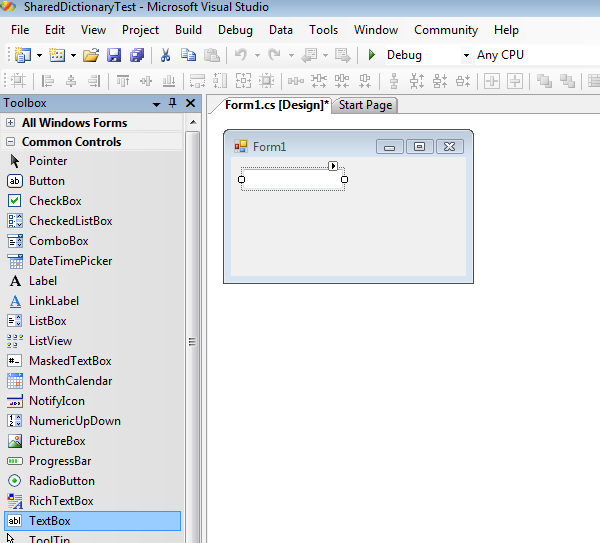 SharedDictionaryTest - Microsoft Visual Studio
File Edit View Project Build Debug Data Tools Window Community Help
Debug Any CPU
Toolbox
Form1.cs [Design]* Start Page
All Windows Forms
Common Controls
Form1
Pointer
ab Button
CheckBox
CheckedListBox
ComboBox
DateTimePicker
A Label
A LinkLabel
ListBox
ListView
#- MaskedTextBox
MonthCalendar
NotifyIcon
NumericUpDown
PictureBox
ProgressBar
RadioButton
RichTextBox
abl TextBox
ToolTip